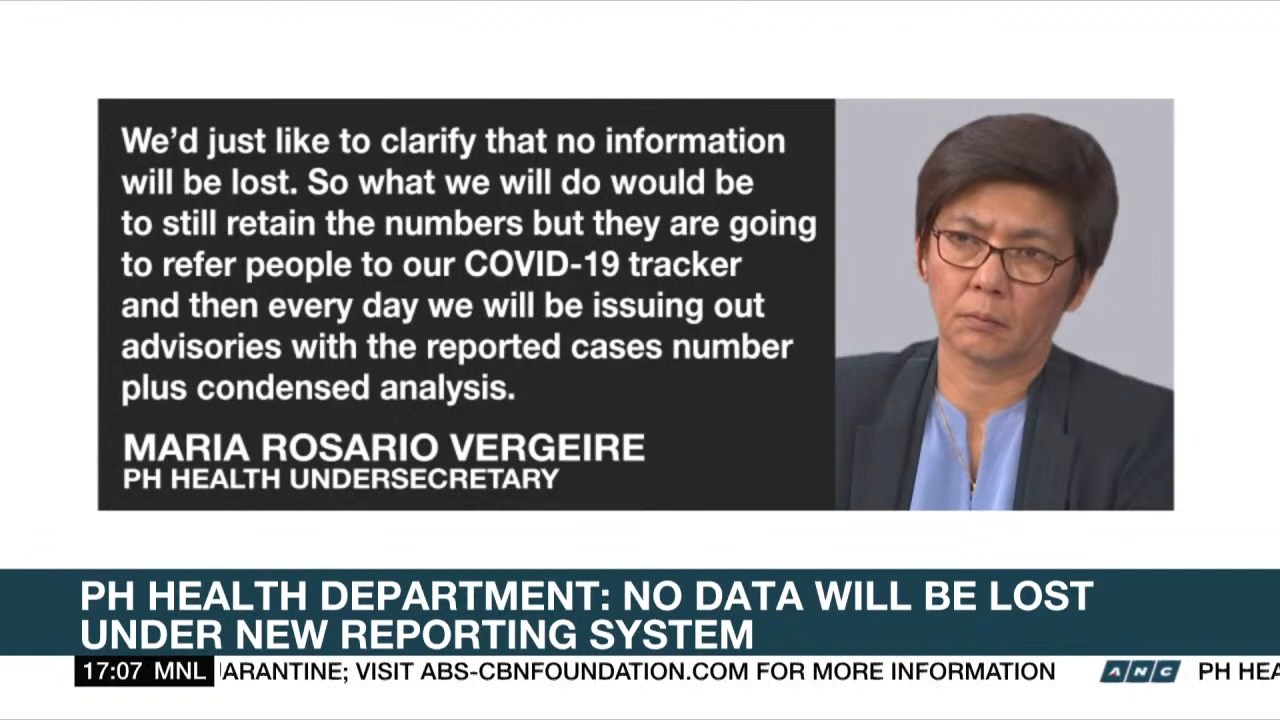 We'd just like to clarify that no information
will be lost. So what we will do would be
to still retain the numbers but they are going
to refer people to our COVID-19 tracker
and then every day we will be issuing out
advisories with the reported cases number
plus condensed analysis.
MARIA ROSARIO VERGEIRE
PH HEALTH UNDERSECRETARY
PH HEALTH DEPARTMENT: NO DATA WILL BE LOST
UNDER NEW REPORTING SYSTEM
17:07 MNL ARANTINE; VISIT ABS-CBNFOUNDATION.COM FOR MORE INFORMATION ANC PH HEA